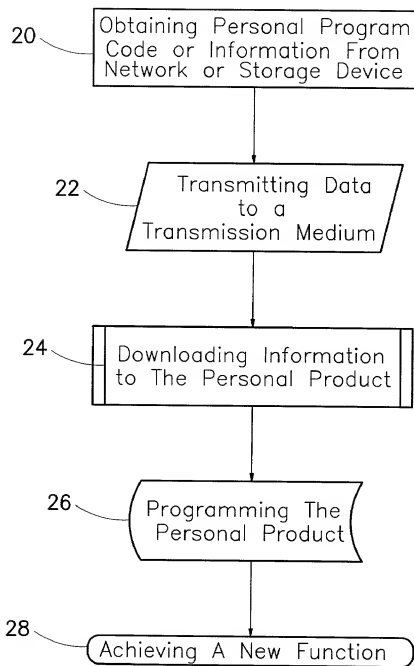 20
Obtaining Personal Program
Code or Information From
Network or Storage Device
22
Transmitting Data
to a
Transmission Medium
24
Downloading Information
to The Personal Product
26
Programming The
Personal Product
28
Achieving A New Function